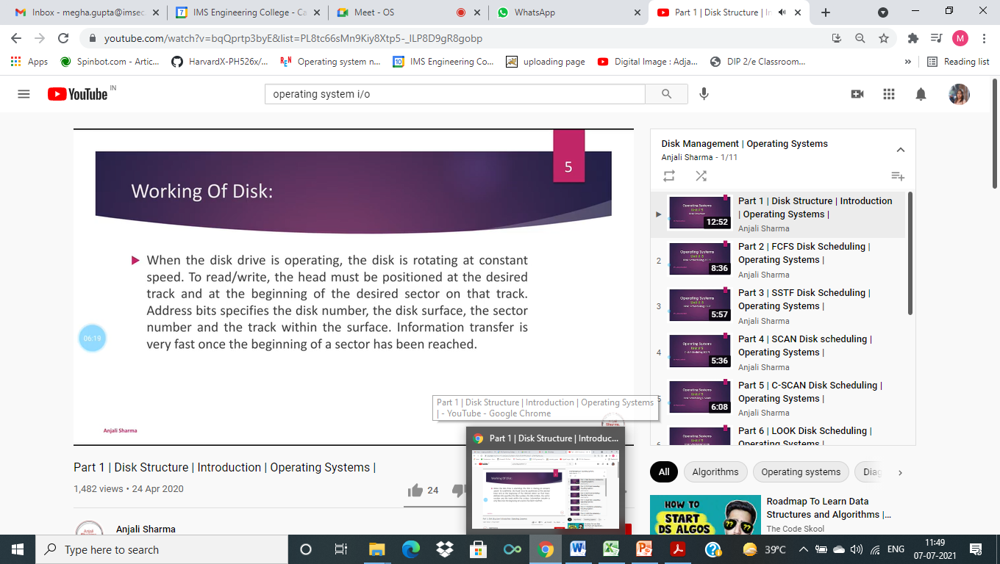 Inbox - megha.gupta@imsec
IMS Engineering College - Ca
Meet - OS
WhatsApp
Part 1 | Disk Structure | In
youtube.com/watch?v=bqQprtp3byE&list=PL8tc66sMn9Kiy8Xtp5-_ILP8D9gR8gobp
M
Apps
Spinbot.com - Artic...
HarvardX-PH526x/...
Operating system n...
IMS Engineering Co...
uploading page
Digital Image : Adja...
DIP 2/e Classroom...
»
Reading list
YouTube IN
operating system i/o
5
Working Of Disk:
When the disk drive is operating, the disk is rotating at constant
speed. To read/write, the head must be positioned at the desired
track and at the beginning of the desired sector on that track.
Address bits specifies the disk number, the disk surface, the sector
number and the track within the surface. Information transfer is
very fast once the beginning of a sector has been reached.
06:19
Anjali Sharma
Part 1 | Disk Structure | Introduction | Operating Systems
| - YouTube - Google Chrome
Part 1 | Disk Structure | Introduc...
Part 1 | Disk Structure | Introduction | Operating Systems |
1,482 views • 24 Apr 2020
24
Anjali Sharma
Disk Management | Operating Systems
Anjali Sharma - 1/11
Part 1 | Disk Structure | Introduction
| Operating Systems |
Anjali Sharma
12:52
2
Part 2 | FCFS Disk Scheduling |
Operating Systems |
Anjali Sharma
8:36
3
Part 3 | SSTF Disk Scheduling |
Operating Systems |
Anjali Sharma
5:57
4
Part 4 | SCAN Disk scheduling |
Operating Systems |
Anjali Sharma
5:36
5
Part 5 | C-SCAN Disk Scheduling |
Operating Systems |
Anjali Sharma
6:08
Part 6 | LOOK Disk Scheduling |
Operating Systems |
All
Algorithms
Operating systems
Diag
HOW TO
START
DS ALGOS
Roadmap To Learn Data
Structures and Algorithms |...
The Code Skool
Type here to search
39°C
ENG
11:49
07-07-2021